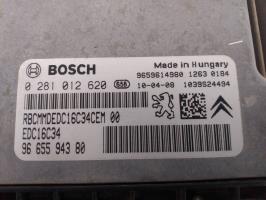 BOSCH
Made in Hungary
9659614980 1263 0184
0 281 012 620 658 10-04-08 1039S24494
RBCMMDEDC16C34CEM 00
EDC16C34
96 655 943 80